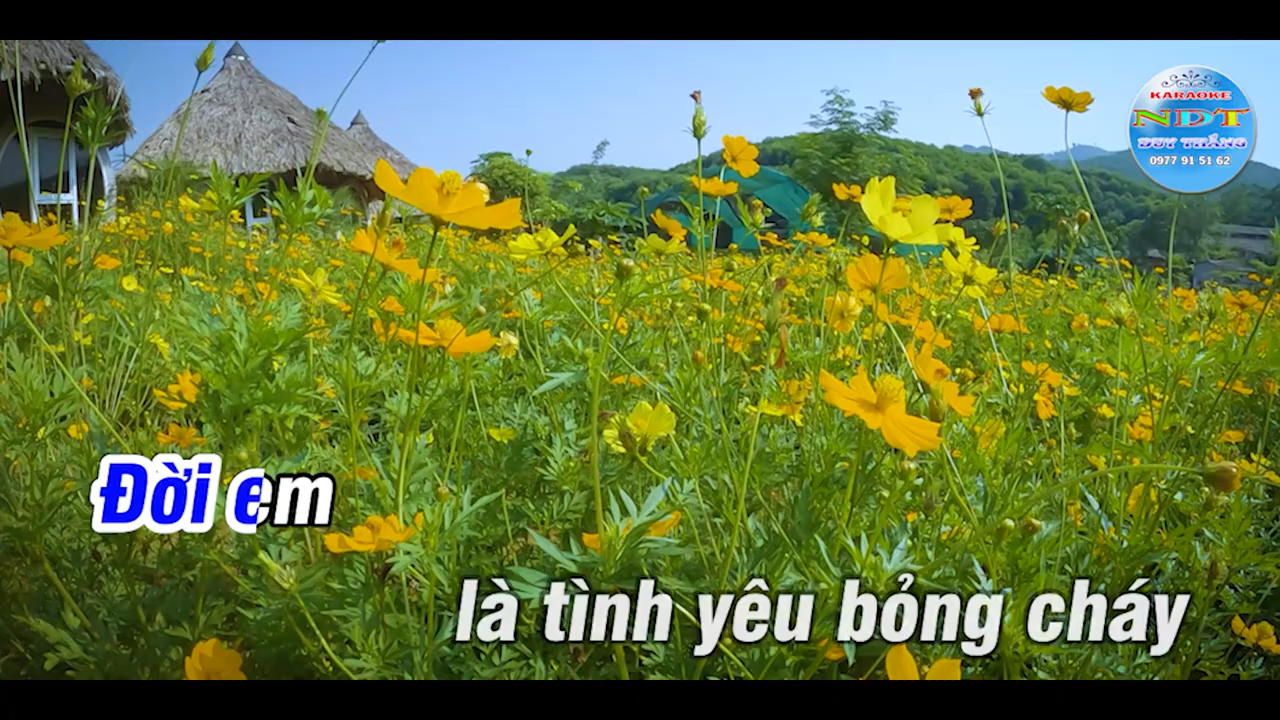 KARAOKE
NDT
DUY THẮNG
0977 91 51 62
Đời em
là tình yêu bỏng cháy